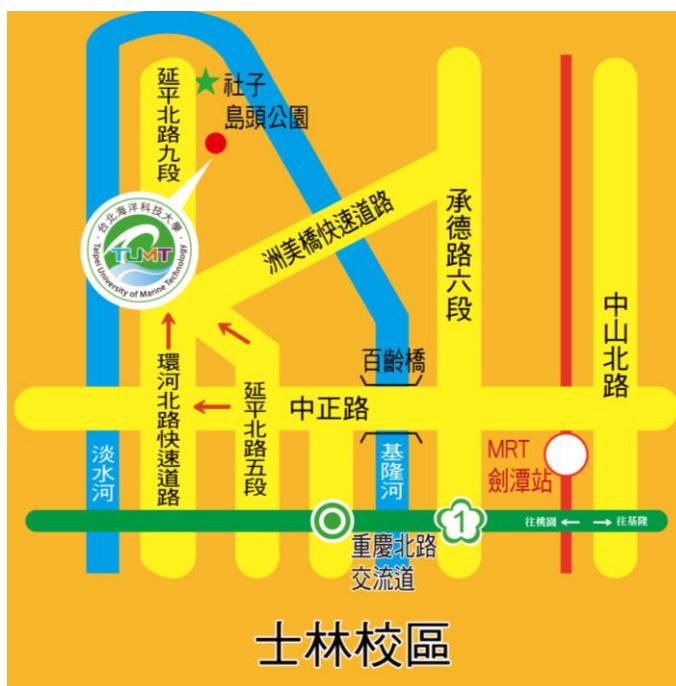 延平北路九段
社子
島頭公園
台北海洋科技大學
TUMT
Taipei University of Marine Technology
洲美橋快速道路
承德路六段
中山北路
百齡橋
環河北路快速道路
延平北路五段
中正路
淡水河
基隆河
MRT
劍潭站
1
往桃園
往基隆
重慶北路
交流道
士林校區